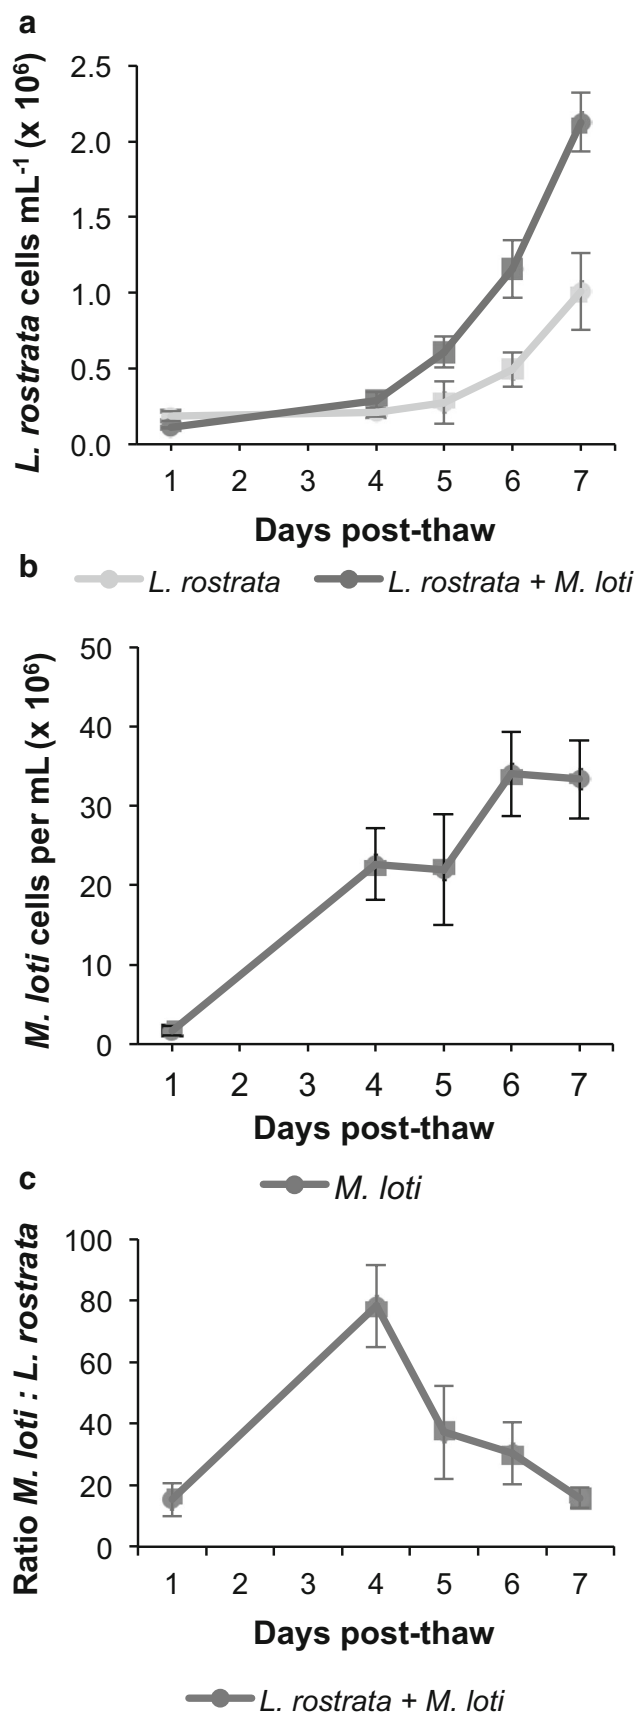 a
L. rostrata cells mL⁻¹ (x 10⁶)
2.5
2.0
1.5
1.0
0.5
0.0
1 2 3 4 5 6 7
Days post-thaw
b
L. rostrata L. rostrata + M. loti
M. loti cells per mL (x 10⁶)
50
40
30
20
10
0
1 2 3 4 5 6 7
Days post-thaw
c
M. loti
Ratio M. loti : L. rostrata
100
80
60
40
20
0
1 2 3 4 5 6 7
Days post-thaw
L. rostrata + M. loti